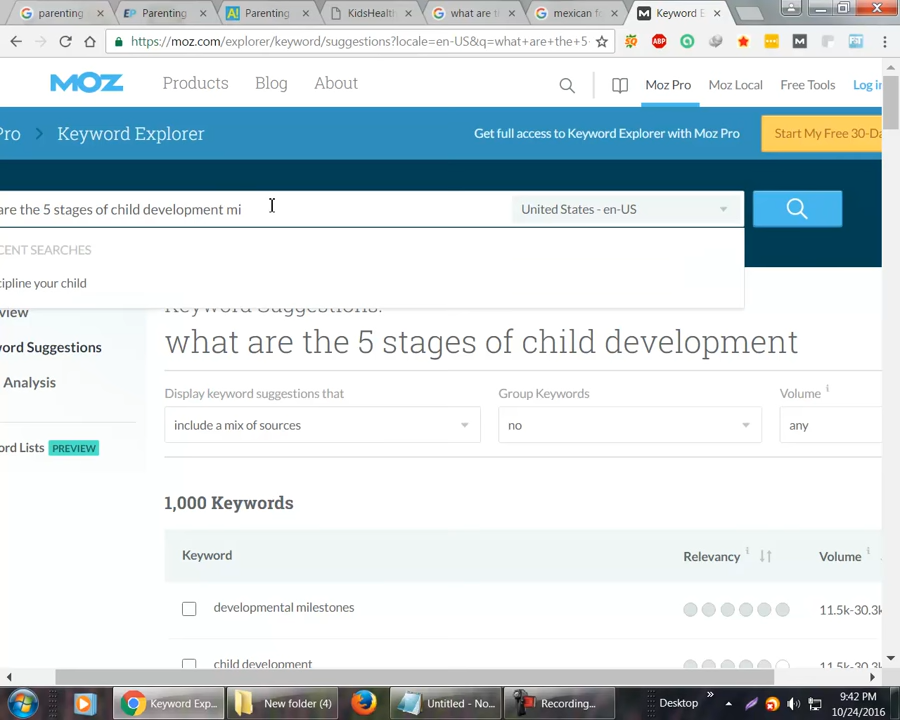 parenting
Parenting
Parenting
KidsHealth
what are t
mexican fo
Keyword E
https://moz.com/explorer/keyword/suggestions?locale=en-US&q=what+are+the+5
MOZ
Products
Blog
About
Moz Pro
Moz Local
Free Tools
Log in
Pro
Keyword Explorer
Get full access to Keyword Explorer with Moz Pro
Start My Free 30-Da
are the 5 stages of child development mi
United States - en-US
CENT SEARCHES
cipline your child
view
Keyword Suggestions:
what are the 5 stages of child development
word Suggestions
Analysis
ord Lists PREVIEW
Display keyword suggestions that
Group Keywords
Volume
include a mix of sources
no
any
1,000 Keywords
Keyword
Relevancy
Volume
developmental milestones
11.5k-30.3k
child development
11.5k-30.3k
Keyword Exp...
New folder (4)
Untitled - No...
Recording...
Desktop
9:42 PM
10/24/2016